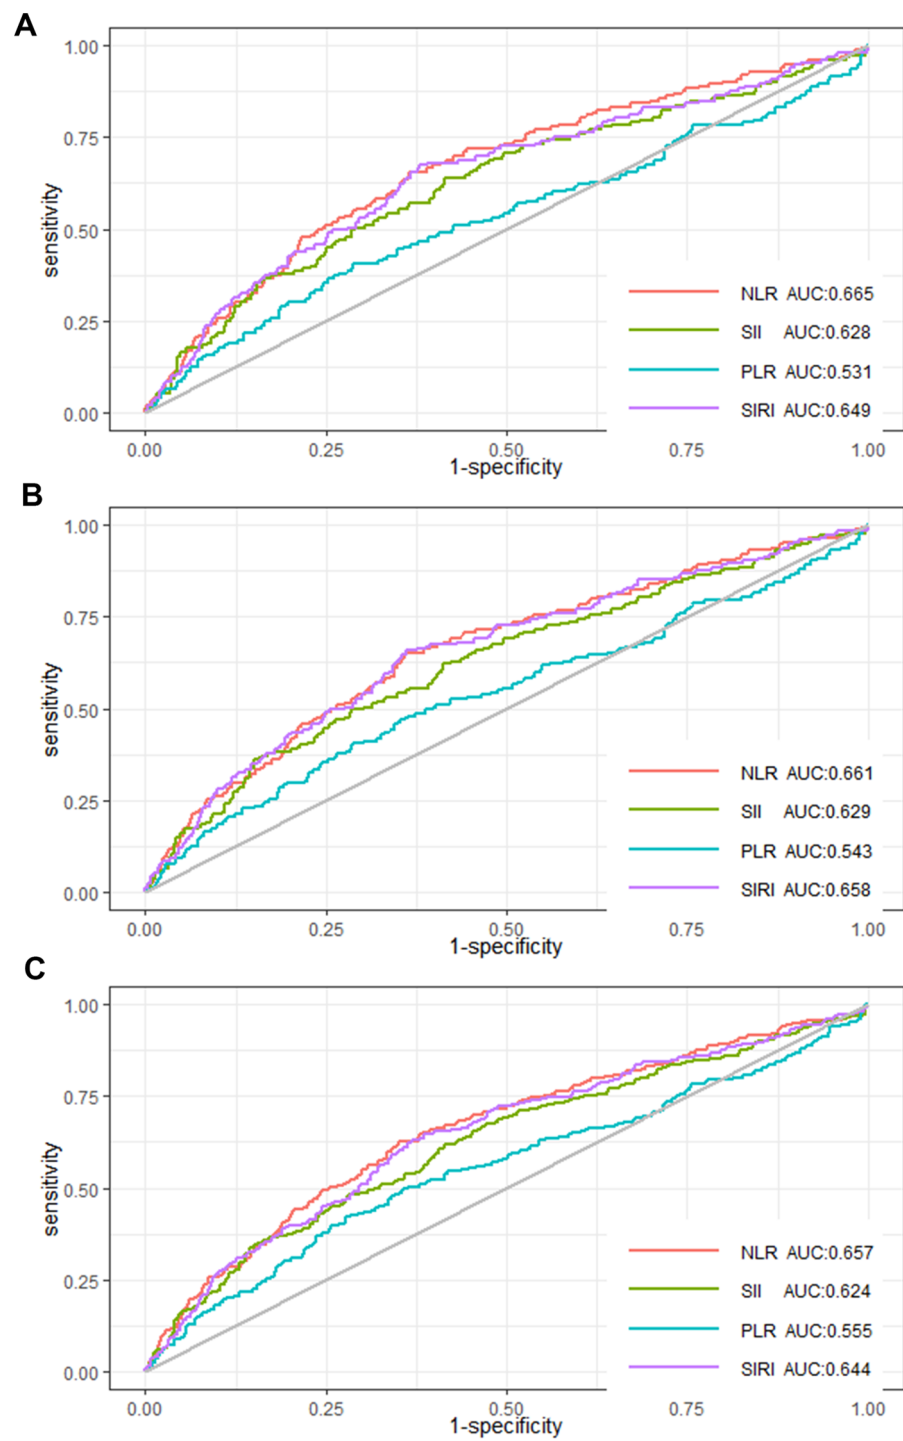 A
1.00
0.75
0.50
0.25
0.00
sensitivity
NLR AUC:0.665
SII AUC:0.628
PLR AUC:0.531
SIRI AUC:0.649
0.00 0.25 0.50 0.75 1.00
1-specificity
B
1.00
0.75
0.50
0.25
0.00
sensitivity
NLR AUC:0.661
SII AUC:0.629
PLR AUC:0.543
SIRI AUC:0.658
0.00 0.25 0.50 0.75 1.00
1-specificity
C
1.00
0.75
0.50
0.25
0.00
sensitivity
NLR AUC:0.657
SII AUC:0.624
PLR AUC:0.555
SIRI AUC:0.644
0.00 0.25 0.50 0.75 1.00
1-specificity